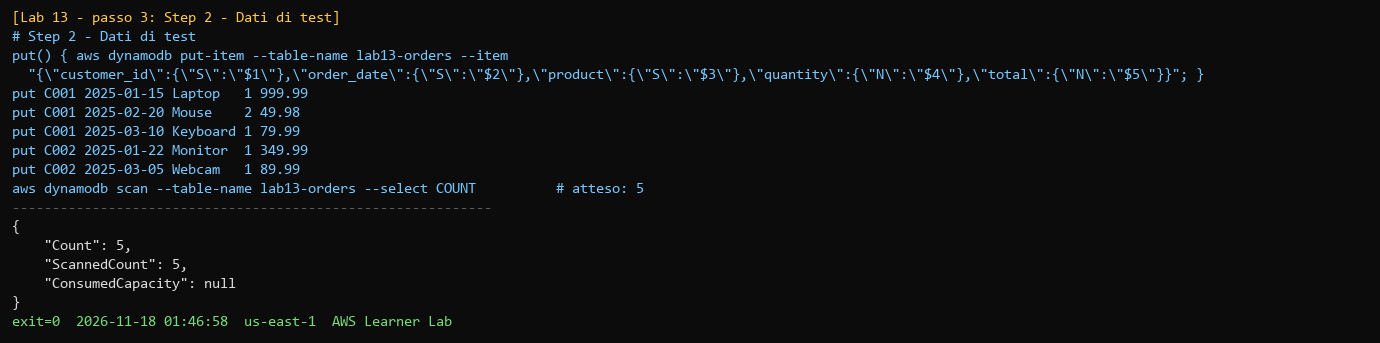 [Lab 13 - passo 3: Step 2 - Dati di test]
# Step 2 - Dati di test
put() { aws dynamodb put-item --table-name lab13-orders --item
  "{\"customer_id\":{\"S\":\"$1\"},\"order_date\":{\"S\":\"$2\"},\"product\":{\"S\":\"$3\"},\"quantity\":{\"N\":\"$4\"},\"total\":{\"N\":\"$5\"}}"; }
put C001 2025-01-15 Laptop   1 999.99
put C001 2025-02-20 Mouse    2 49.98
put C001 2025-03-10 Keyboard 1 79.99
put C002 2025-01-22 Monitor  1 349.99
put C002 2025-03-05 Webcam   1 89.99
aws dynamodb scan --table-name lab13-orders --select COUNT          # atteso: 5
------------------------------------------------------------
{
    "Count": 5,
    "ScannedCount": 5,
    "ConsumedCapacity": null
}
exit=0  2026-11-18 01:46:58  us-east-1  AWS Learner Lab